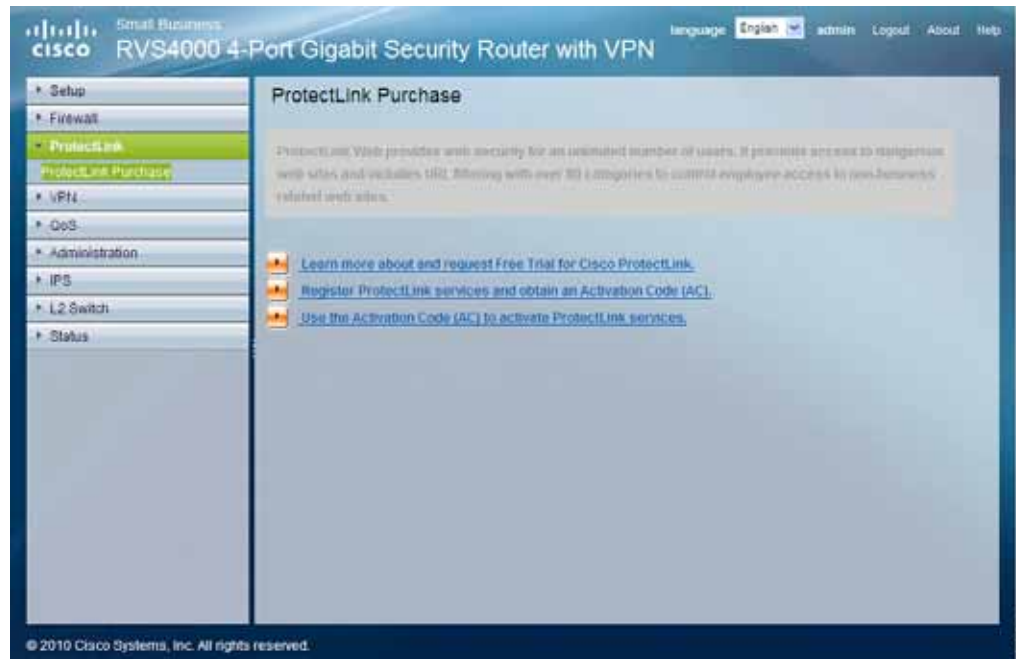 Small Business
cisco RVS4000 4-Port Gigabit Security Router with VPN
language English admin Logout About Help
Setup
Firewall
ProtectLink
ProtectLink Purchase
VPN
QoS
Administration
IPS
L2 Switch
Status
ProtectLink Purchase
ProtectLink Web provides web security for an unlimited number of users. It prevents access to dangerous
web sites and includes URL filtering with over 80 categories to control employee access to non-business
related web sites.
Learn more about and request Free Trial for Cisco ProtectLink.
Register ProtectLink services and obtain an Activation Code (AC).
Use the Activation Code (AC) to activate ProtectLink services.
© 2010 Cisco Systems, Inc. All rights reserved.